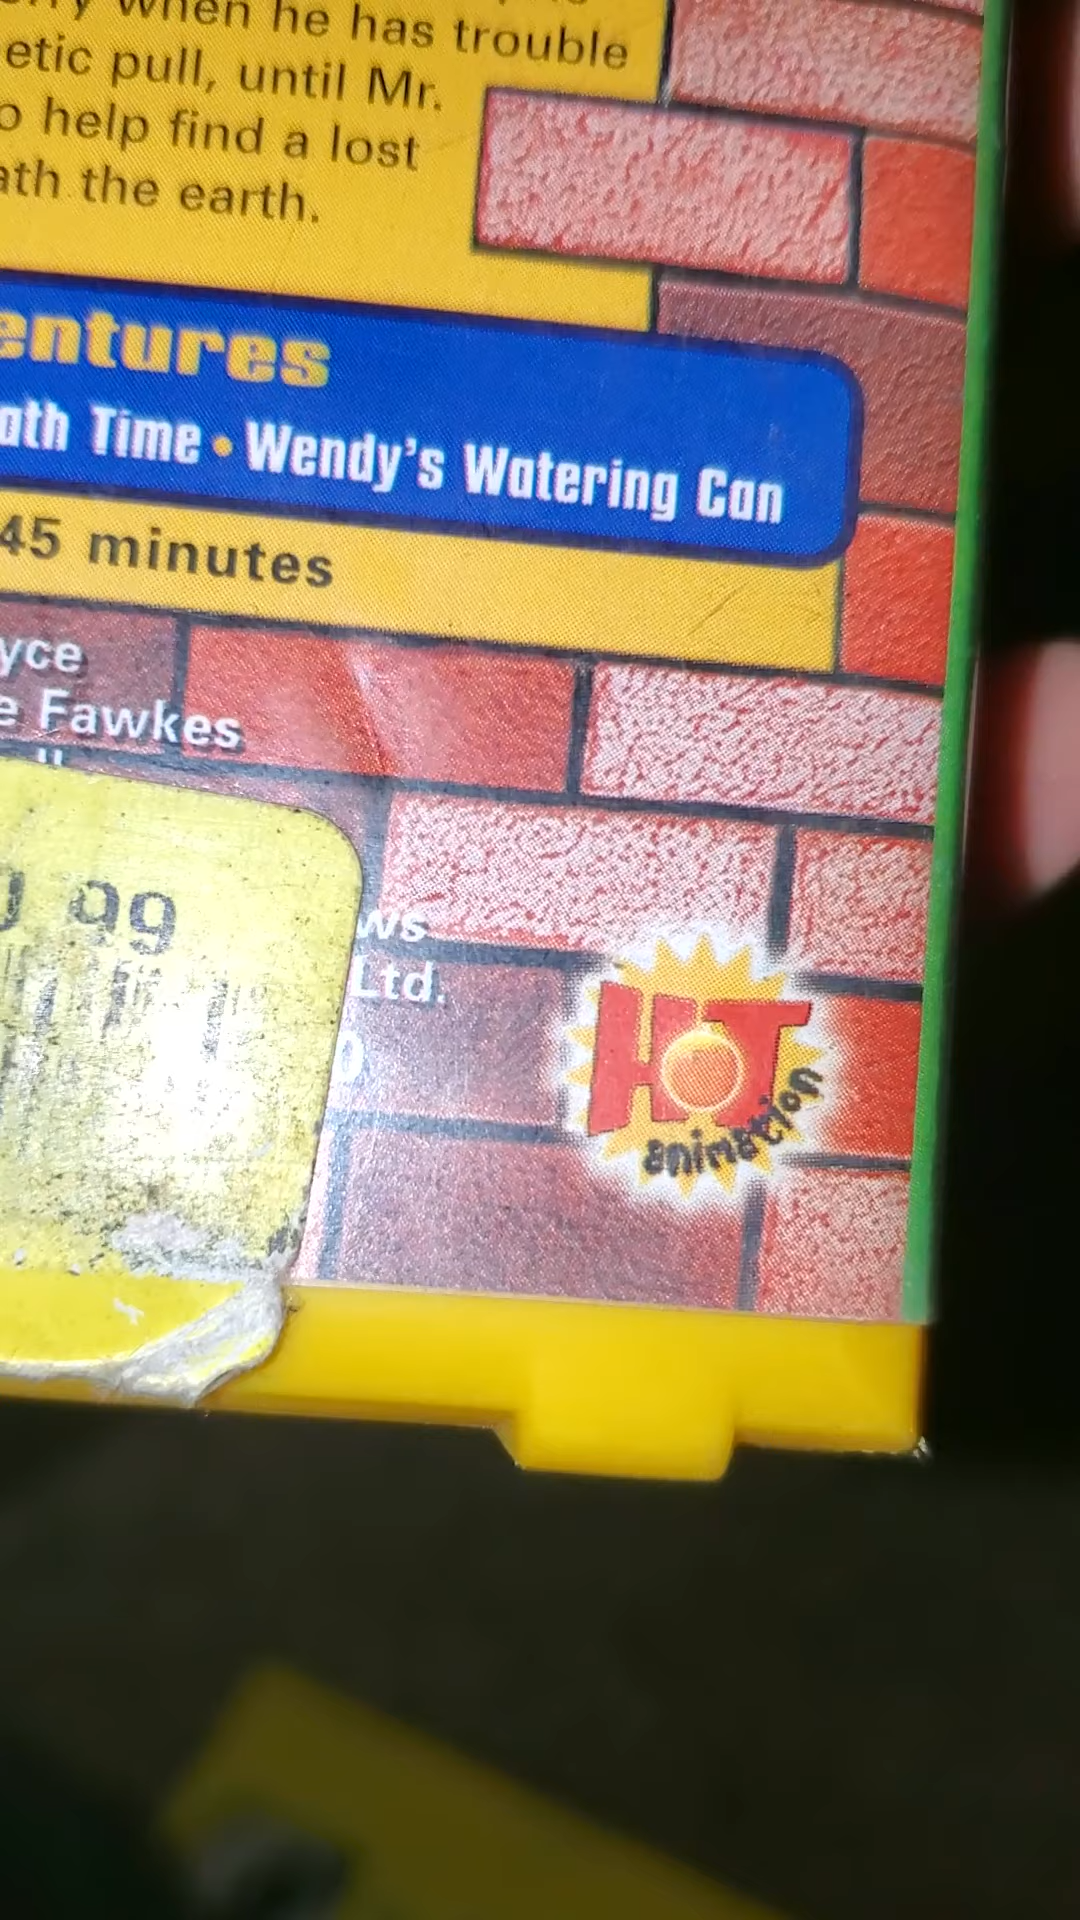 when he has trouble
etic pull, until Mr.
o help find a lost
ath the earth.
entures
ath Time • Wendy's Watering Can
45 minutes
yce
e Fawkes
99
ws
Ltd.
0
HOT
animation